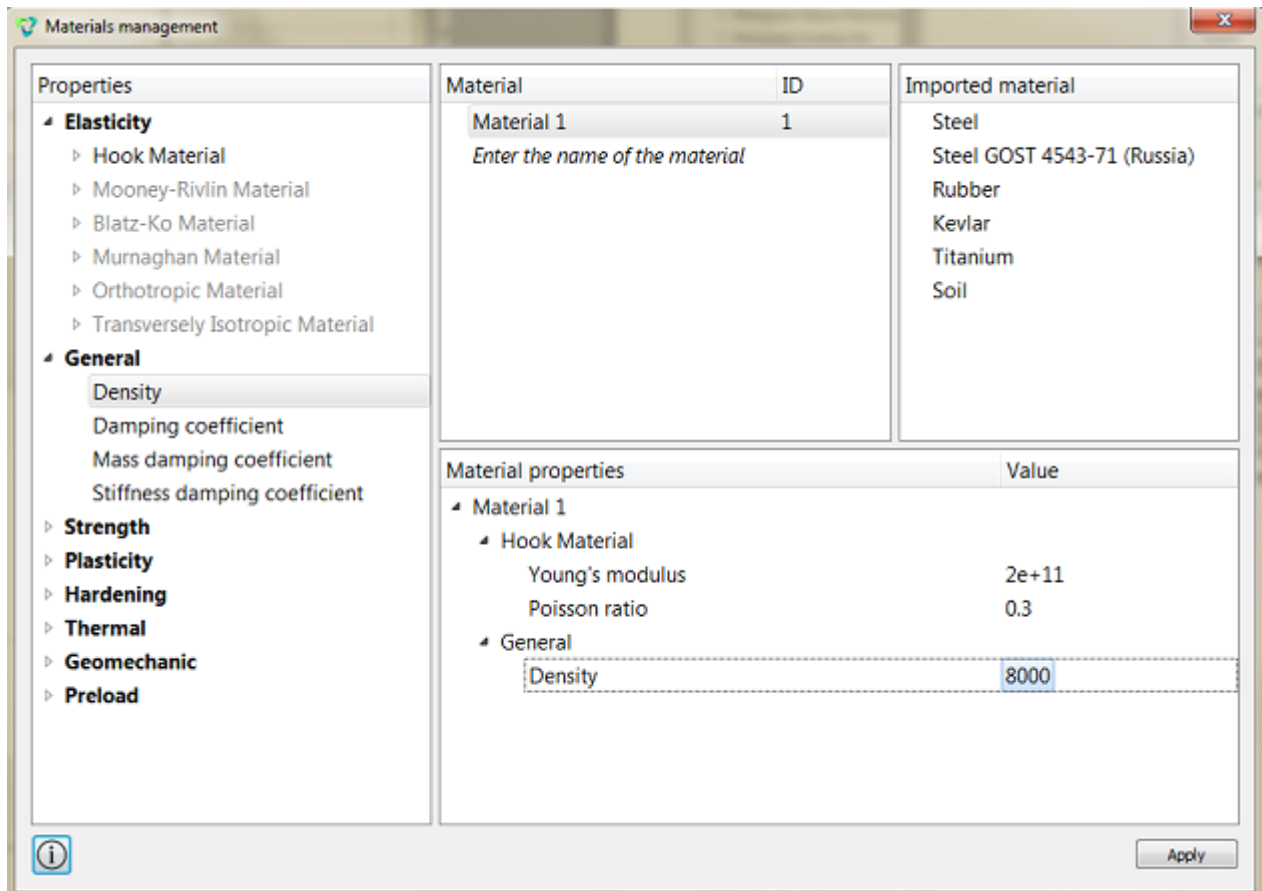 Materials management
Properties
Elasticity
Hook Material
Mooney-Rivlin Material
Blatz-Ko Material
Murnaghan Material
Orthotropic Material
Transversely Isotropic Material
General
Density
Damping coefficient
Mass damping coefficient
Stiffness damping coefficient
Strength
Plasticity
Hardening
Thermal
Geomechanic
Preload
Material ID
Material 1 1
Enter the name of the material
Imported material
Steel
Steel GOST 4543-71 (Russia)
Rubber
Kevlar
Titanium
Soil
Material properties Value
Material 1
Hook Material
Young's modulus 2e+11
Poisson ratio 0.3
General
Density 8000
Apply